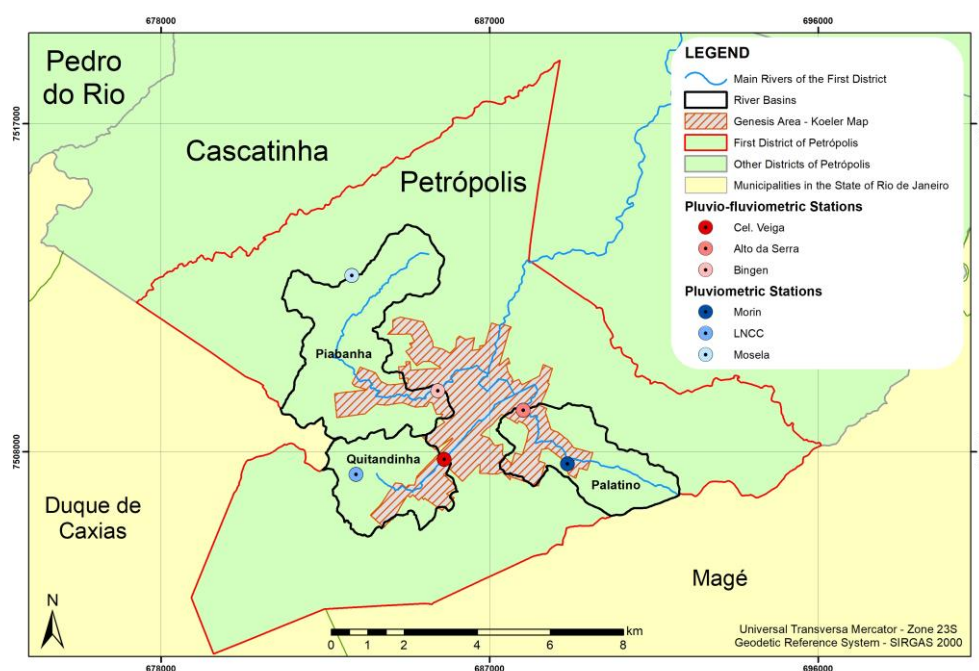 678000
687000
696000
Pedro
do Rio
7517000
Cascatinha
Petrópolis
LEGEND
Main Rivers of the First District
River Basins
Genesis Area - Koeler Map
First District of Petrópolis
Other Districts of Petrópolis
Municipalities in the State of Rio de Janeiro
Pluvio-fluviometric Stations
Cel. Veiga
Alto da Serra
Bingen
Pluviometric Stations
Morin
LNCC
Mosela
7517000
Piabanha
7508000
Quitandinha
Palatino
7508000
Duque de
Caxias
Magé
N
km
0 1 2 4 6 8
Universal Transversa Mercator - Zone 23S
Geodetic Reference System - SIRGAS 2000
678000
687000
696000